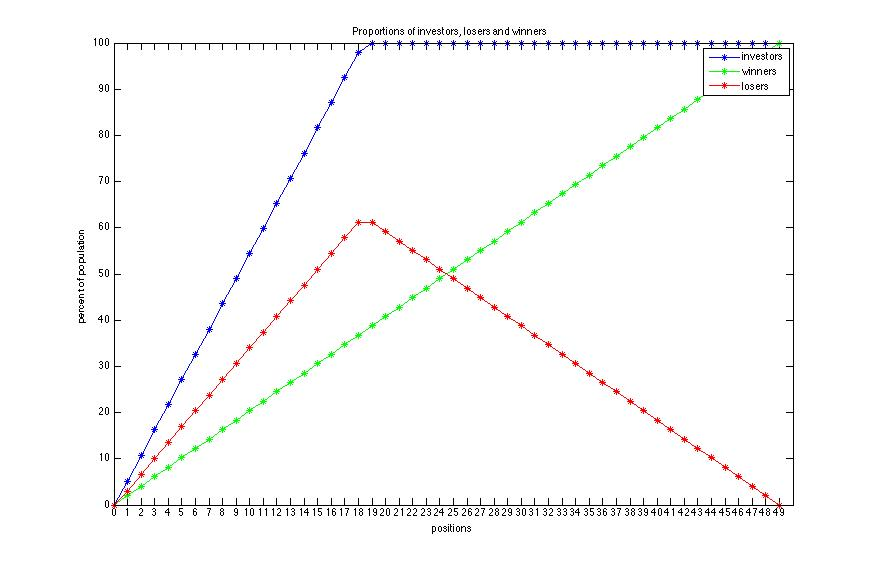 Proportions of investors, losers and winners
100
90
80
70
60
50
40
30
20
10
0
percent of population
investors
winners
losers
0 1 2 3 4 5 6 7 8 9 10 11 12 13 14 15 16 17 18 19 20 21 22 23 24 25 26 27 28 29 30 31 32 33 34 35 36 37 38 39 40 41 42 43 44 45 46 47 48 49
positions